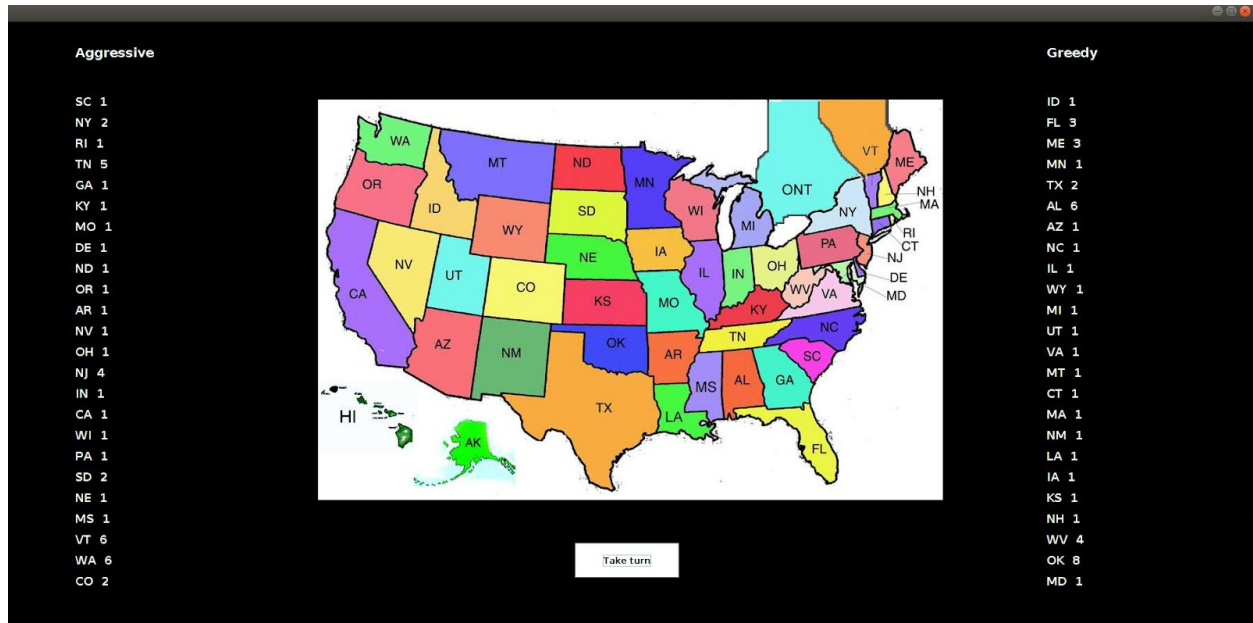 Aggressive
SC 1
NY 2
RI 1
TN 5
GA 1
KY 1
MO 1
DE 1
ND 1
OR 1
AR 1
NV 1
OH 1
NJ 4
IN 1
CA 1
WI 1
PA 1
SD 2
NE 1
MS 1
VT 6
WA 6
CO 2
WA
MT
ND
MN
VT
ME
OR
ID
SD
WI
MI
ONT
NY
NH
MA
WY
IA
PA
RI
CT
NV
UT
NE
IL
IN
OH
NJ
CA
CO
KS
MO
WV
VA
DE
MD
KY
AZ
NM
OK
AR
TN
NC
SC
TX
MS
AL
GA
LA
HI
AK
FL
Take turn
Greedy
ID 1
FL 3
ME 3
MN 1
TX 2
AL 6
AZ 1
NC 1
IL 1
WY 1
MI 1
UT 1
VA 1
MT 1
CT 1
MA 1
NM 1
LA 1
IA 1
KS 1
NH 1
WV 4
OK 8
MD 1